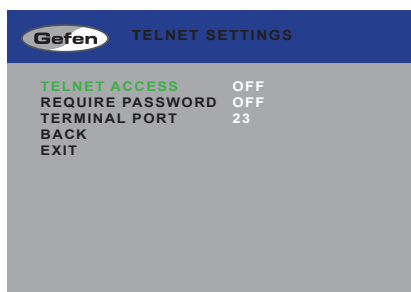 Gefen TELNET SETTINGS
TELNET ACCESS OFF
REQUIRE PASSWORD OFF
TERMINAL PORT 23
BACK
EXIT